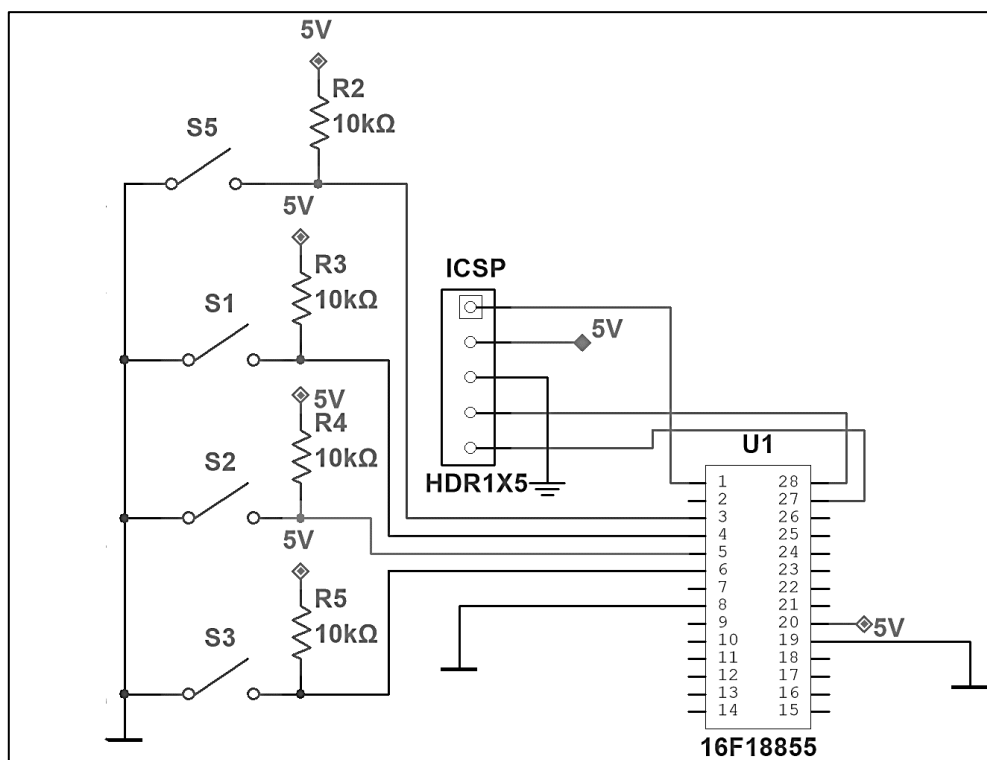 5V
R2
10kΩ
S5
5V
R3
10kΩ
S1
ICSP
5V
HDR1X5
5V
R4
10kΩ
S2
5V
R5
10kΩ
S3
U1
1 28
2 27
3 26
4 25
5 24
6 23
7 22
8 21
9 20
5V
10 19
11 18
12 17
13 16
14 15
16F18855